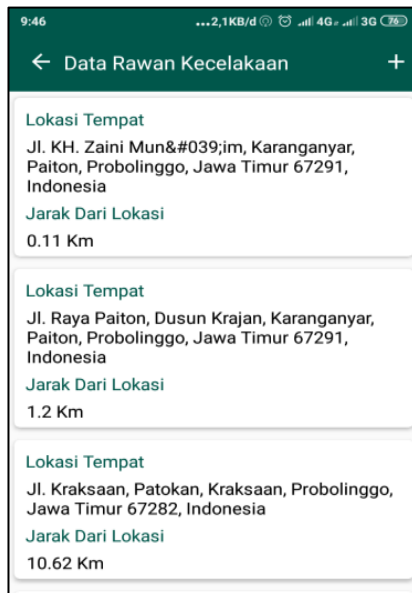 9:46
...2,1KB/d 4G 3G 76
Data Rawan Kecelakaan
Lokasi Tempat
Jl. KH. Zaini Mun&#039;im, Karanganyar,
Paiton, Probolinggo, Jawa Timur 67291,
Indonesia
Jarak Dari Lokasi
0.11 Km
Lokasi Tempat
Jl. Raya Paiton, Dusun Krajan, Karanganyar,
Paiton, Probolinggo, Jawa Timur 67291,
Indonesia
Jarak Dari Lokasi
1.2 Km
Lokasi Tempat
Jl. Kraksaan, Patokan, Kraksaan, Probolinggo,
Jawa Timur 67282, Indonesia
Jarak Dari Lokasi
10.62 Km